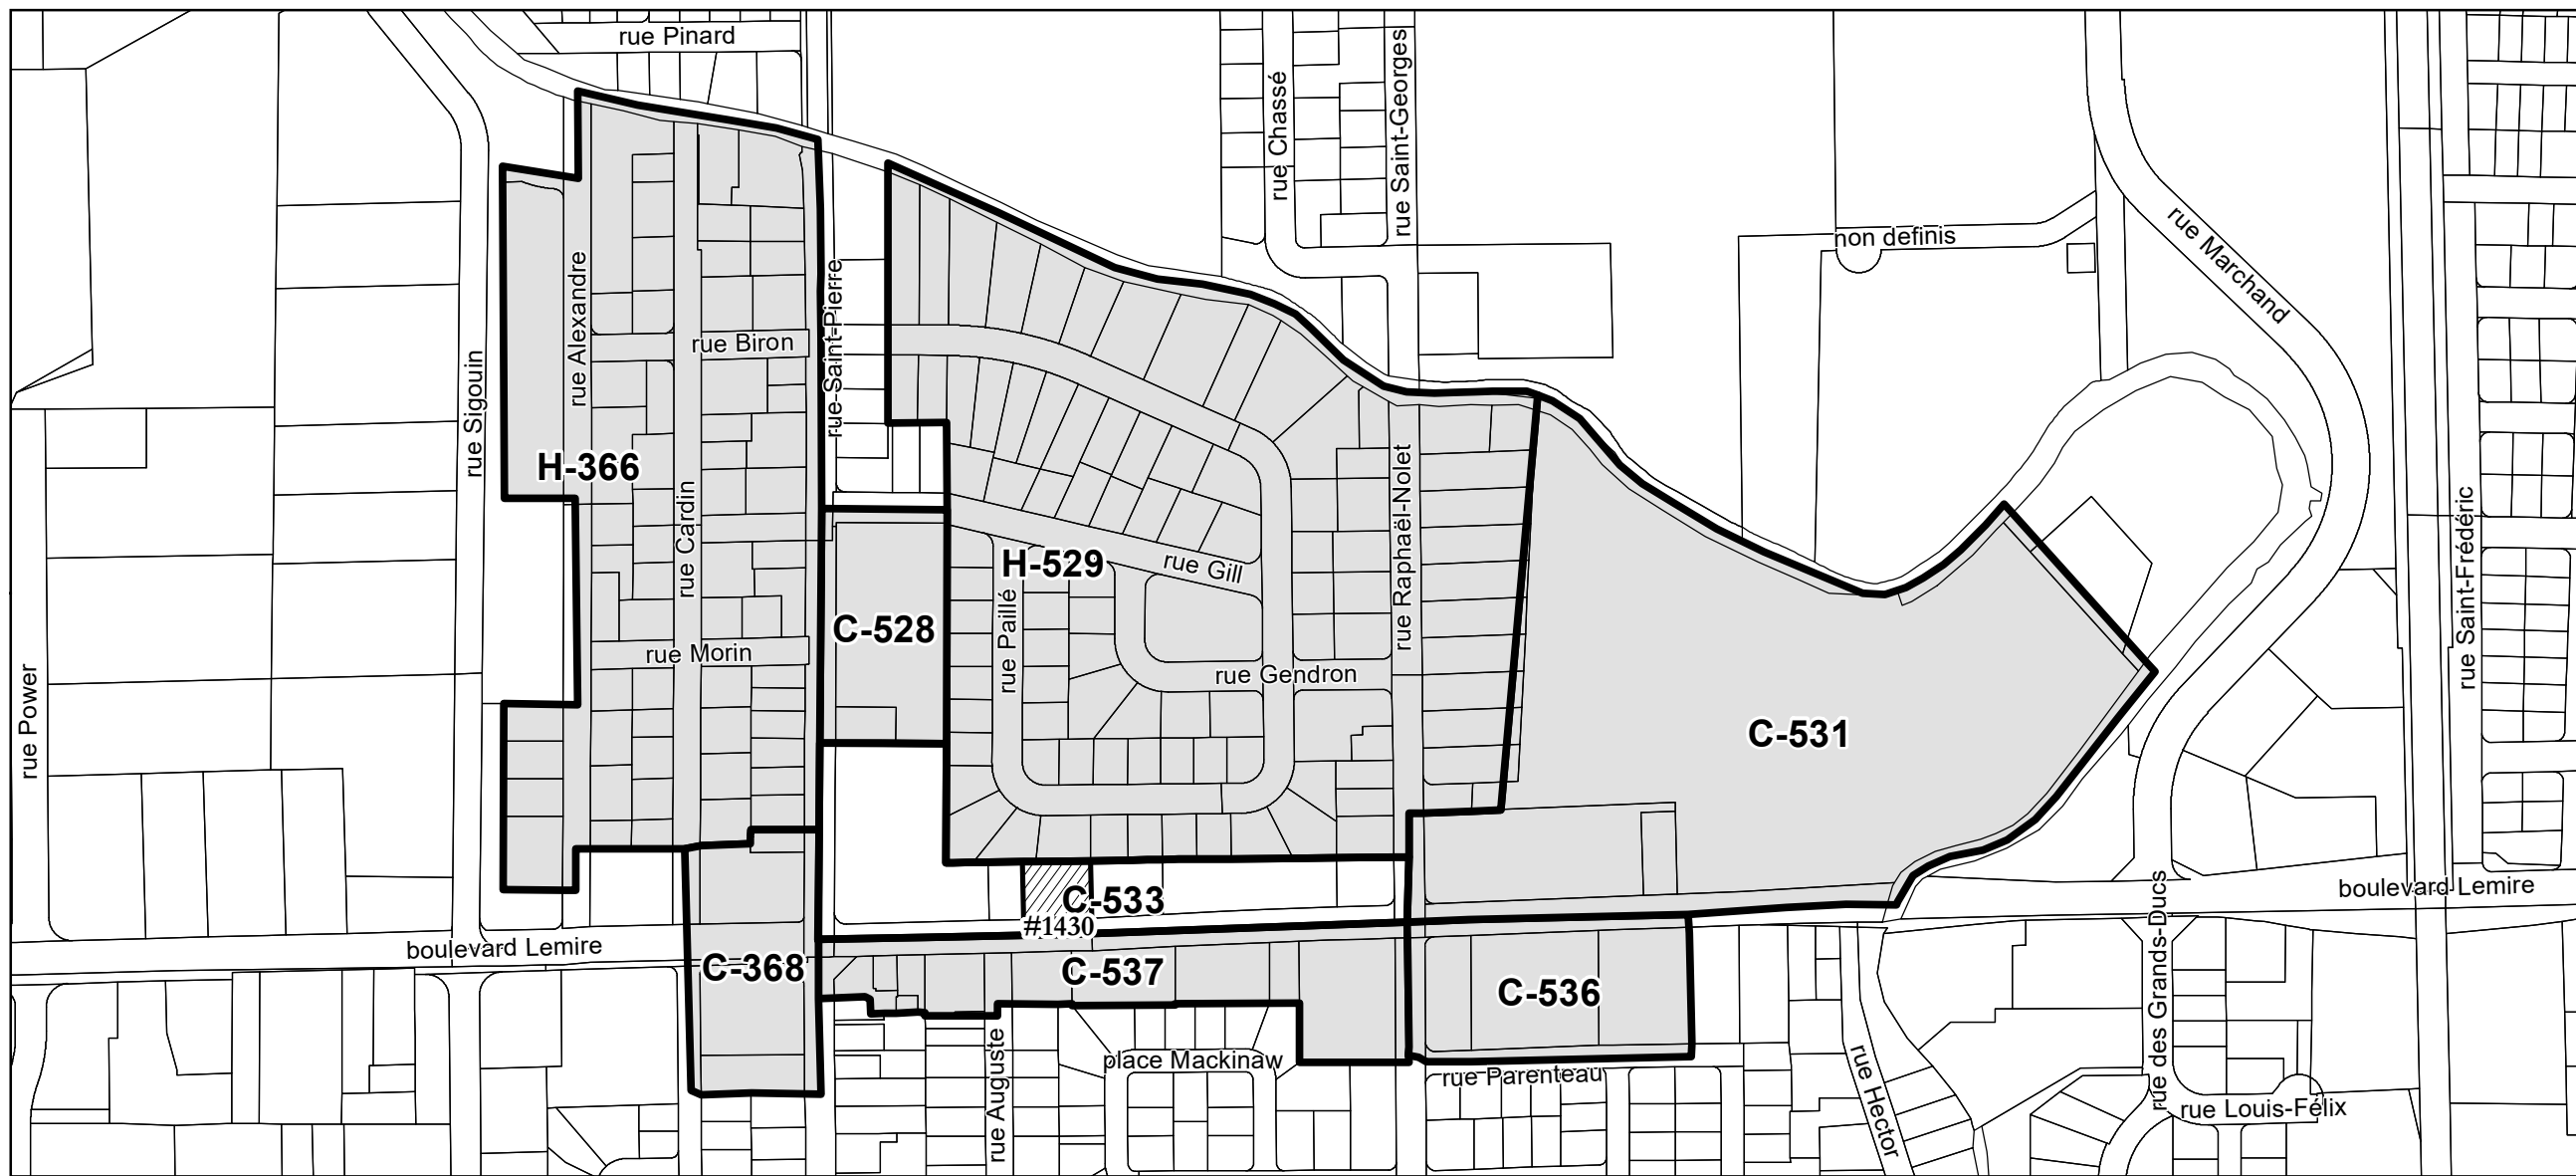 rue Pinard
rue Chassé
rue Saint-Georges
non definis
rue Marchand
rue Alexandre
rue Biron
rue Saint-Pierre
rue Sigouin
H-366
rue Cardin
rue Raphaël-Nolet
rue Saint-Frédéric
H-529
rue Gill
C-528
rue Paillé
rue Morin
rue Gendron
rue Power
C-531
C-533
#1430
boulevard Lemire
boulevard Lemire
C-368
C-537
C-536
rue des Grands-Ducs
place Mackinaw
rue Parenteau
rue Auguste
rue Hector
rue Louis-Félix